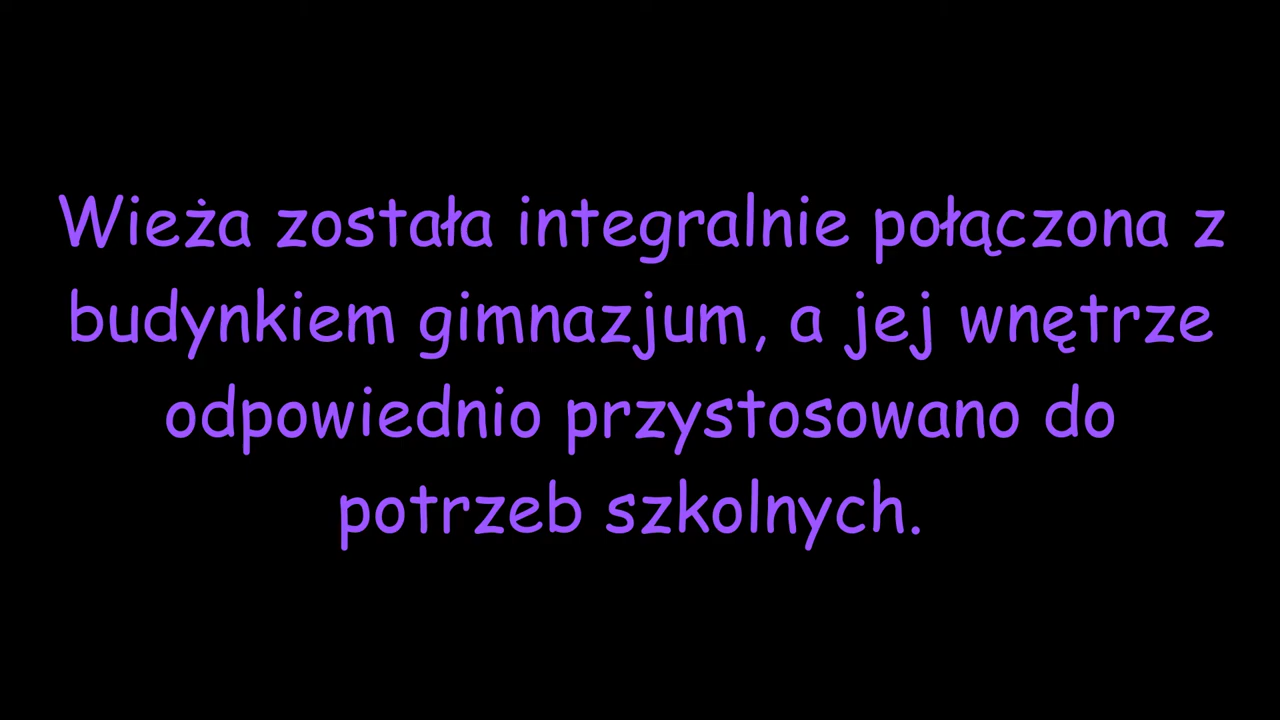 Wieża została integralnie połączona z
budynkiem gimnazjum, a jej wnętrze
odpowiednio przystosowano do
potrzeb szkolnych.